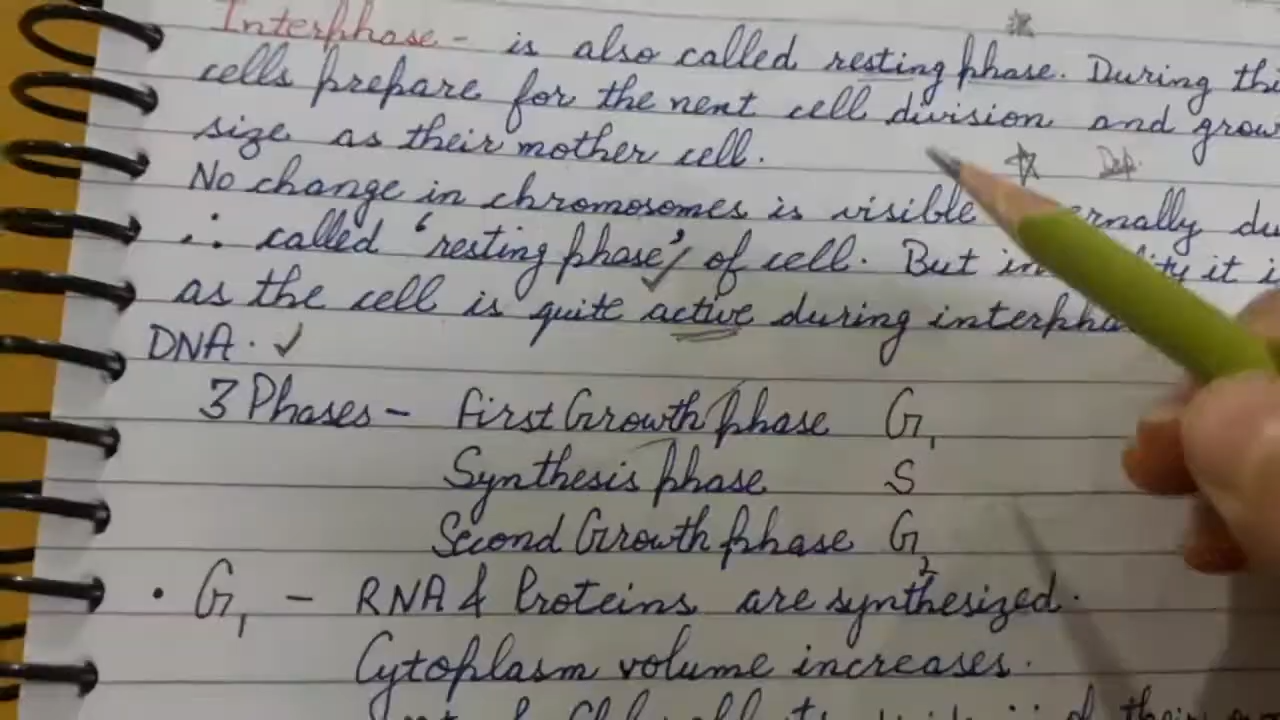 Interphase - is also called resting phase. During thi
cells prepare for the next cell division and grow
size as their mother cell.
No change in chromosomes is visible ernally du
∴ called 'resting phase' of cell. But in it i
as the cell is quite active during interpha
DNA.
3 Phases - First Growth phase G₁
Synthesis phase S
Second Growth phase G₂
• G₁ - RNA & Proteins are synthesized.
Cytoplasm volume increases.